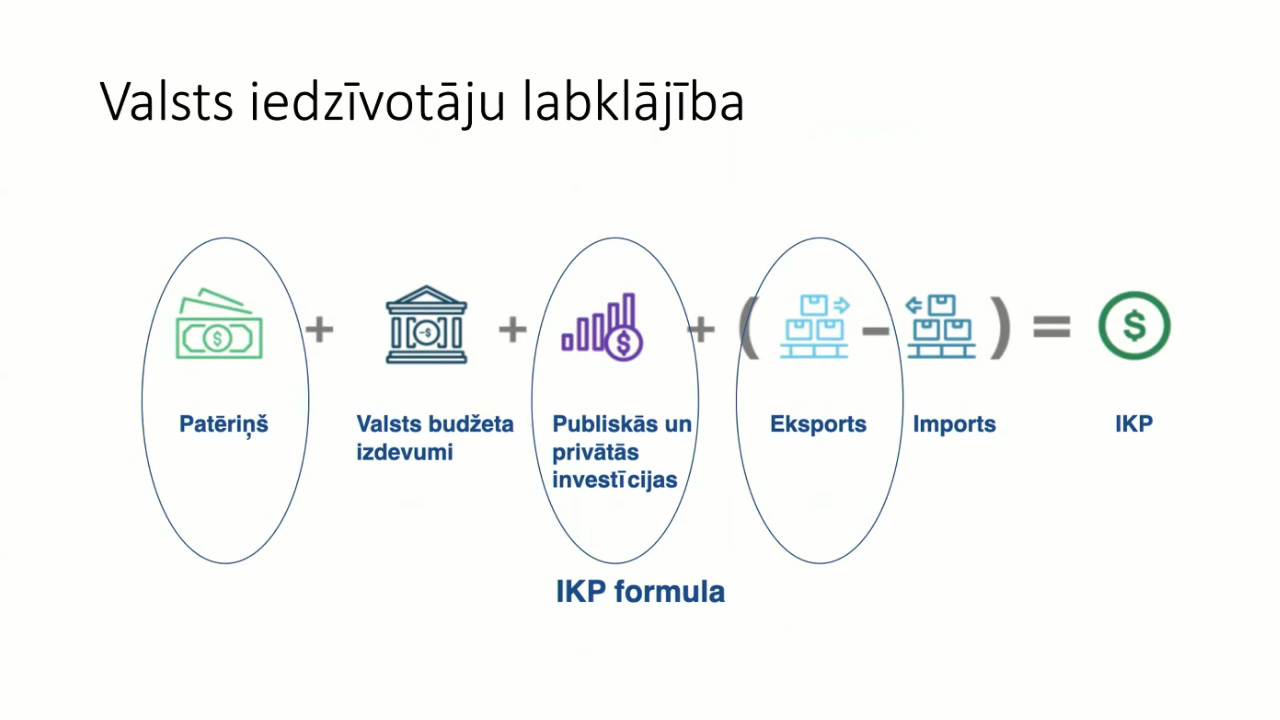 Valsts iedzīvotāju labklājība
+ + + ( – ) =
Patēriņš
Valsts budžeta
izdevumi
Publiskās un
privātās
investīcijas
Eksports
Imports
IKP
IKP formula